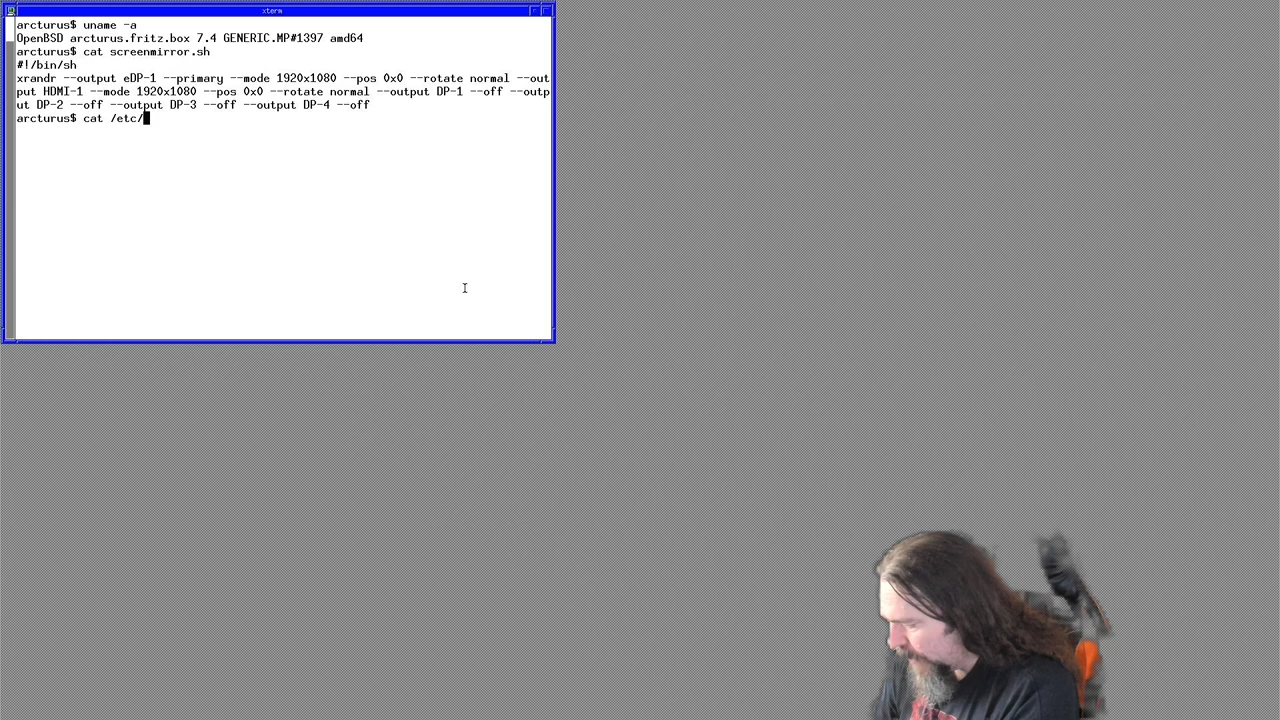 xterm
arcturus$ uname -a
OpenBSD arcturus.fritz.box 7.4 GENERIC.MP#1397 amd64
arcturus$ cat screenmirror.sh
#!/bin/sh
xrandr --output eDP-1 --primary --mode 1920x1080 --pos 0x0 --rotate normal --out
put HDMI-1 --mode 1920x1080 --pos 0x0 --rotate normal --output DP-1 --off --outp
ut DP-2 --off --output DP-3 --off --output DP-4 --off
arcturus$ cat /etc/